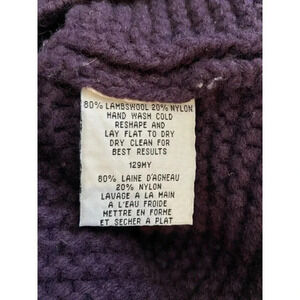 80% LAMBSWOOL 20% NYLON
HAND WASH COLD
RESHAPE AND
LAY FLAT TO DRY
DRY CLEAN FOR
BEST RESULTS
129MY
80% LAINE D'AGNEAU
20% NYLON
LAVAGE A LA MAIN
A L'EAU FROIDE
METTRE EN FORME
ET SECHER A PLAT